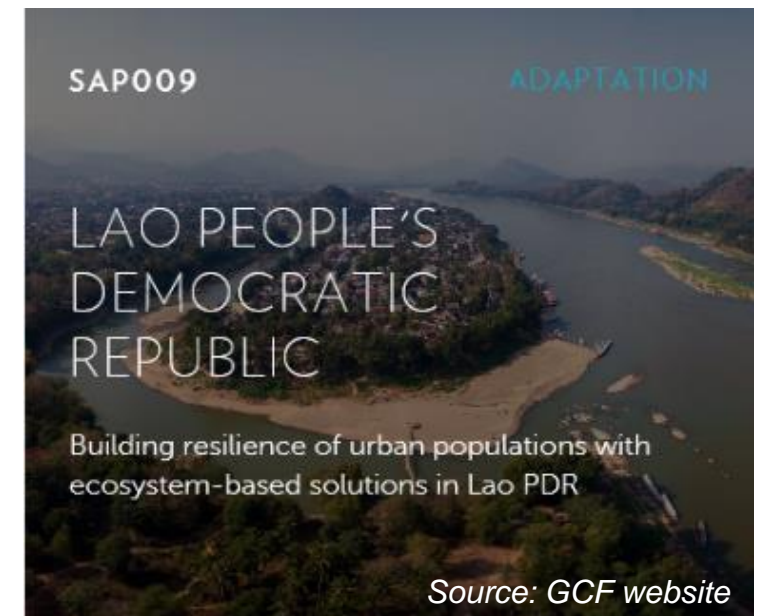 SAP009
ADAPTATION
LAO PEOPLE'S
DEMOCRATIC
REPUBLIC
Building resilience of urban populations with
ecosystem-based solutions in Lao PDR
Source: GCF website